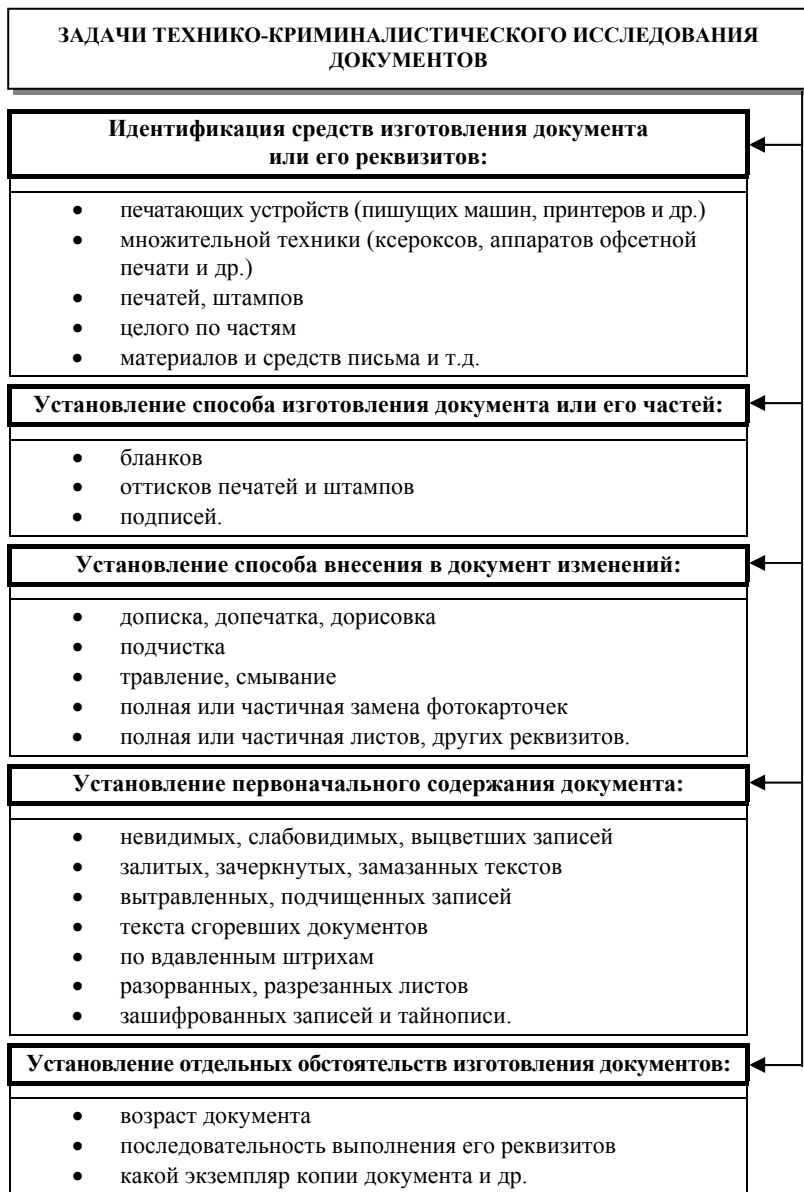 ЗАДАЧИ ТЕХНИКО-КРИМИНАЛИСТИЧЕСКОГО ИССЛЕДОВАНИЯ
ДОКУМЕНТОВ
Идентификация средств изготовления документа
или его реквизитов:
• печатающих устройств (пишущих машин, принтеров и др.)
• множительной техники (ксероксов, аппаратов офсетной
печати и др.)
• печатей, штампов
• целого по частям
• материалов и средств письма и т.д.
Установление способа изготовления документа или его частей:
• бланков
• оттисков печатей и штампов
• подписей.
Установление способа внесения в документ изменений:
• дописка, допечатка, дорисовка
• подчистка
• травление, смывание
• полная или частичная замена фотокарточек
• полная или частичная листов, других реквизитов.
Установление первоначального содержания документа:
• невидимых, слабовидимых, выцветших записей
• залитых, зачеркнутых, замазанных текстов
• вытравленных, подчищенных записей
• текста сгоревших документов
• по вдавленным штрихам
• разорванных, разрезанных листов
• зашифрованных записей и тайнописи.
Установление отдельных обстоятельств изготовления документов:
• возраст документа
• последовательность выполнения его реквизитов
• какой экземпляр копии документа и др.